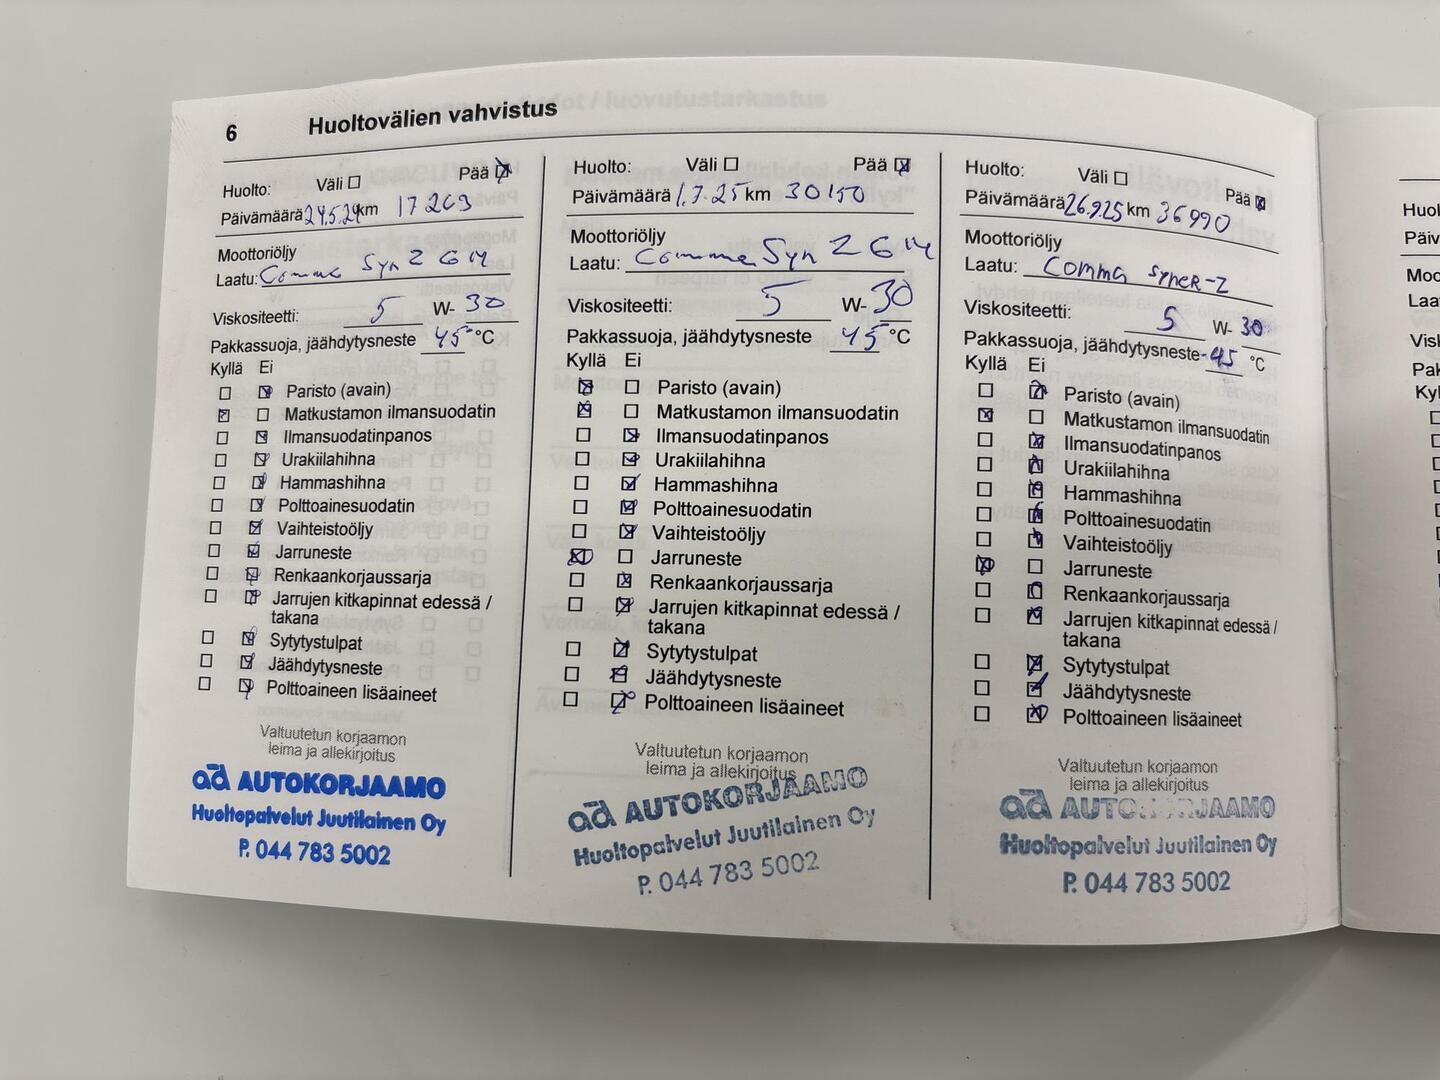 6 Huoltovälien vahvistus
Huolto: Väli Pää
Päivämäärä 24.5.24 km 17 263
Moottoriöljy
Laatu: Comma Syn Z GM
Viskositeetti: 5 W- 30
Pakkassuoja, jäähdytysneste 45 °C
Kyllä Ei
Paristo (avain)
Matkustamon ilmansuodatin
Ilmansuodatinpanos
Urakiilahihna
Hammashihna
Polttoainesuodatin
Vaihteistoöljy
Jarruneste
Renkaankorjaussarja
Jarrujen kitkapinnat edessä /
takana
Sytytystulpat
Jäähdytysneste
Polttoaineen lisäaineet
Valtuutetun korjaamon
leima ja allekirjoitus
ad AUTOKORJAAMO
Huoltopalvelut Juutilainen Oy
P. 044 783 5002
Huolto: Väli Pää
Päivämäärä 1.7.25 km 30150
Moottoriöljy
Laatu: Comma Syn Z GM
Viskositeetti: 5 W- 30
Pakkassuoja, jäähdytysneste 45 °C
Kyllä Ei
Paristo (avain)
Matkustamon ilmansuodatin
Ilmansuodatinpanos
Urakiilahihna
Hammashihna
Polttoainesuodatin
Vaihteistoöljy
Jarruneste
Renkaankorjaussarja
Jarrujen kitkapinnat edessä /
takana
Sytytystulpat
Jäähdytysneste
Polttoaineen lisäaineet
Valtuutetun korjaamon
leima ja allekirjoitus
ad AUTOKORJAAMO
Huoltopalvelut Juutilainen Oy
P. 044 783 5002
Huolto: Väli Pää
Päivämäärä 26.9.25 km 36990
Moottoriöljy
Laatu: Comma SyneR-Z
Viskositeetti: 5 W- 30
Pakkassuoja, jäähdytysneste -45 °C
Kyllä Ei
Paristo (avain)
Matkustamon ilmansuodatin
Ilmansuodatinpanos
Urakiilahihna
Hammashihna
Polttoainesuodatin
Vaihteistoöljy
Jarruneste
Renkaankorjaussarja
Jarrujen kitkapinnat edessä /
takana
Sytytystulpat
Jäähdytysneste
Polttoaineen lisäaineet
Valtuutetun korjaamon
leima ja allekirjoitus
ad AUTOKORJAAMO
Huoltopalvelut Juutilainen Oy
P. 044 783 5002